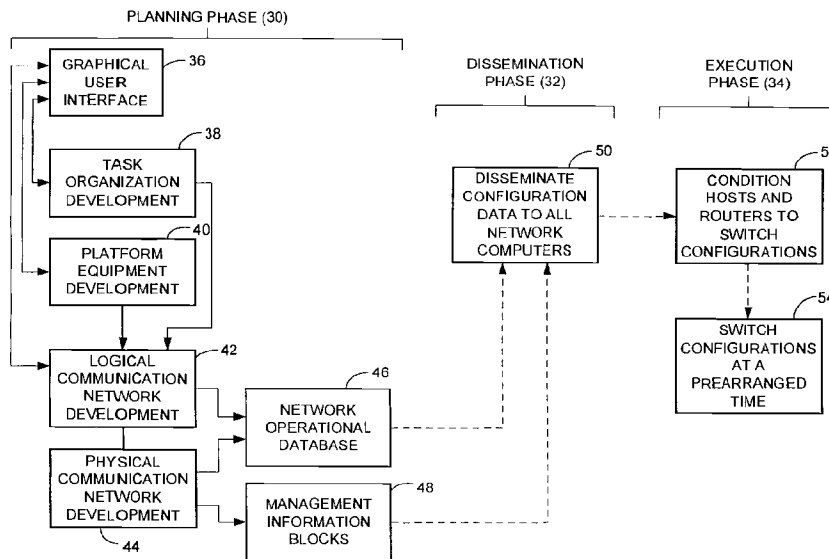 PLANNING PHASE (30)
GRAPHICAL
USER
INTERFACE
36
38
TASK
ORGANIZATION
DEVELOPMENT
40
PLATFORM
EQUIPMENT
DEVELOPMENT
42
LOGICAL
COMMUNICATION
NETWORK
DEVELOPMENT
PHYSICAL
COMMUNICATION
NETWORK
DEVELOPMENT
44
46
NETWORK
OPERATIONAL
DATABASE
48
MANAGEMENT
INFORMATION
BLOCKS
DISSEMINATION
PHASE (32)
50
DISSEMINATE
CONFIGURATION
DATA TO ALL
NETWORK
COMPUTERS
EXECUTION
PHASE (34)
CONDITION
HOSTS AND
ROUTERS TO
SWITCH
CONFIGURATIONS
54
SWITCH
CONFIGURATIONS
AT A
PREARRANGED
TIME